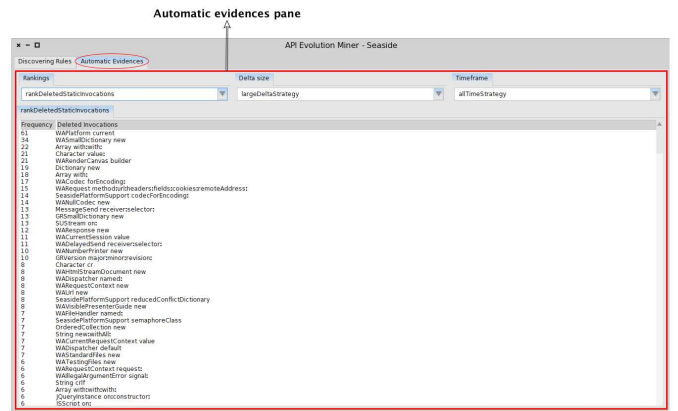 Automatic evidences pane
API Evolution Miner - Seaside
Discovering Rules Automatic Evidences
Rankings Delta size Timeframe
rankDeletedStaticInvocations largeDeltaStrategy allTimeStrategy
rankDeletedStaticInvocations
Frequency Deleted Invocations
61 WAPlatform current
34 WASmallDictionary new
22 Array with:with:
21 Character value:
21 WARenderCanvas builder
19 Dictionary new
18 Array with:
17 WACodec forEncoding:
15 WARequest method:url:headers:fields:cookies:remoteAddress:
14 SeasidePlatformSupport codecForEncoding:
14 WANullCodec new
13 MessageSend receiver:selector:
13 GRSmallDictionary new
13 SUStream on:
12 WAResponse new
11 WACurrentSession value
11 WADelayedSend receiver:selector:
10 WANumberPrinter new
10 GRVersion major:minor:revision:
8 Character cr
8 WAHtmlStreamDocument new
8 WADispatcher named:
8 WARequestContext new
8 WAUrl new
8 SeasidePlatformSupport reducedConflictDictionary
8 WAVisiblePresenterGuide new
7 WAFileHandler named:
7 SeasidePlatformSupport semaphoreClass
7 OrderedCollection new
7 String new:withAll:
7 WACurrentRequestContext value
7 WADispatcher default
7 WAStandardFiles new
6 WATestingFiles new
6 WARequestContext request:
6 WAIllegalArgumentError signal:
6 String crlf
6 Array with:with:with:
6 JQueryInstance on:constructor:
6 JSScript on: